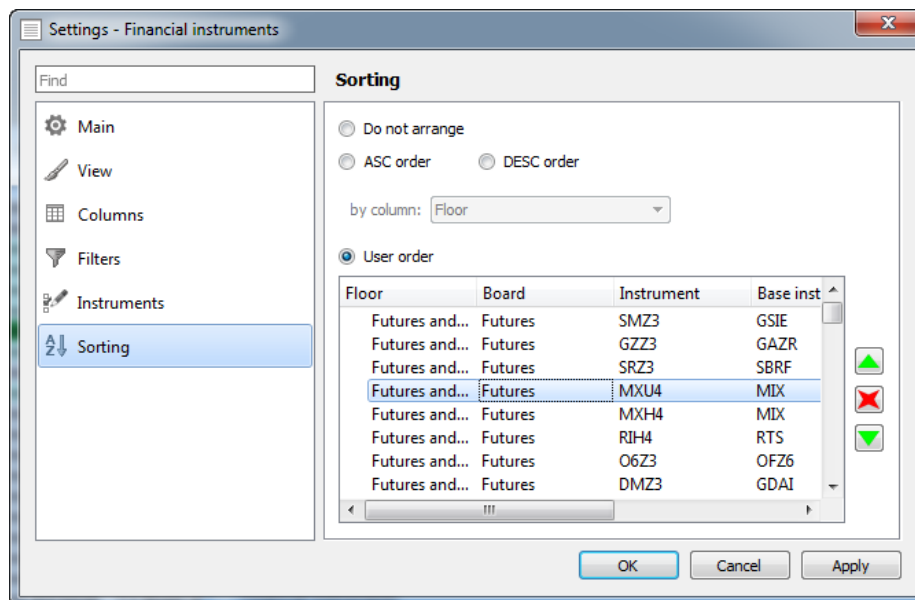 Settings - Financial instruments
Find
Main
View
Columns
Filters
Instruments
Sorting
Sorting
Do not arrange
ASC order DESC order
by column: Floor
User order
Floor Board Instrument Base inst
Futures and... Futures SMZ3 GSIE
Futures and... Futures GZZ3 GAZR
Futures and... Futures SRZ3 SBRF
Futures and... Futures MXU4 MIX
Futures and... Futures MXH4 MIX
Futures and... Futures RIH4 RTS
Futures and... Futures O6Z3 OFZ6
Futures and... Futures DMZ3 GDAI
OK Cancel Apply